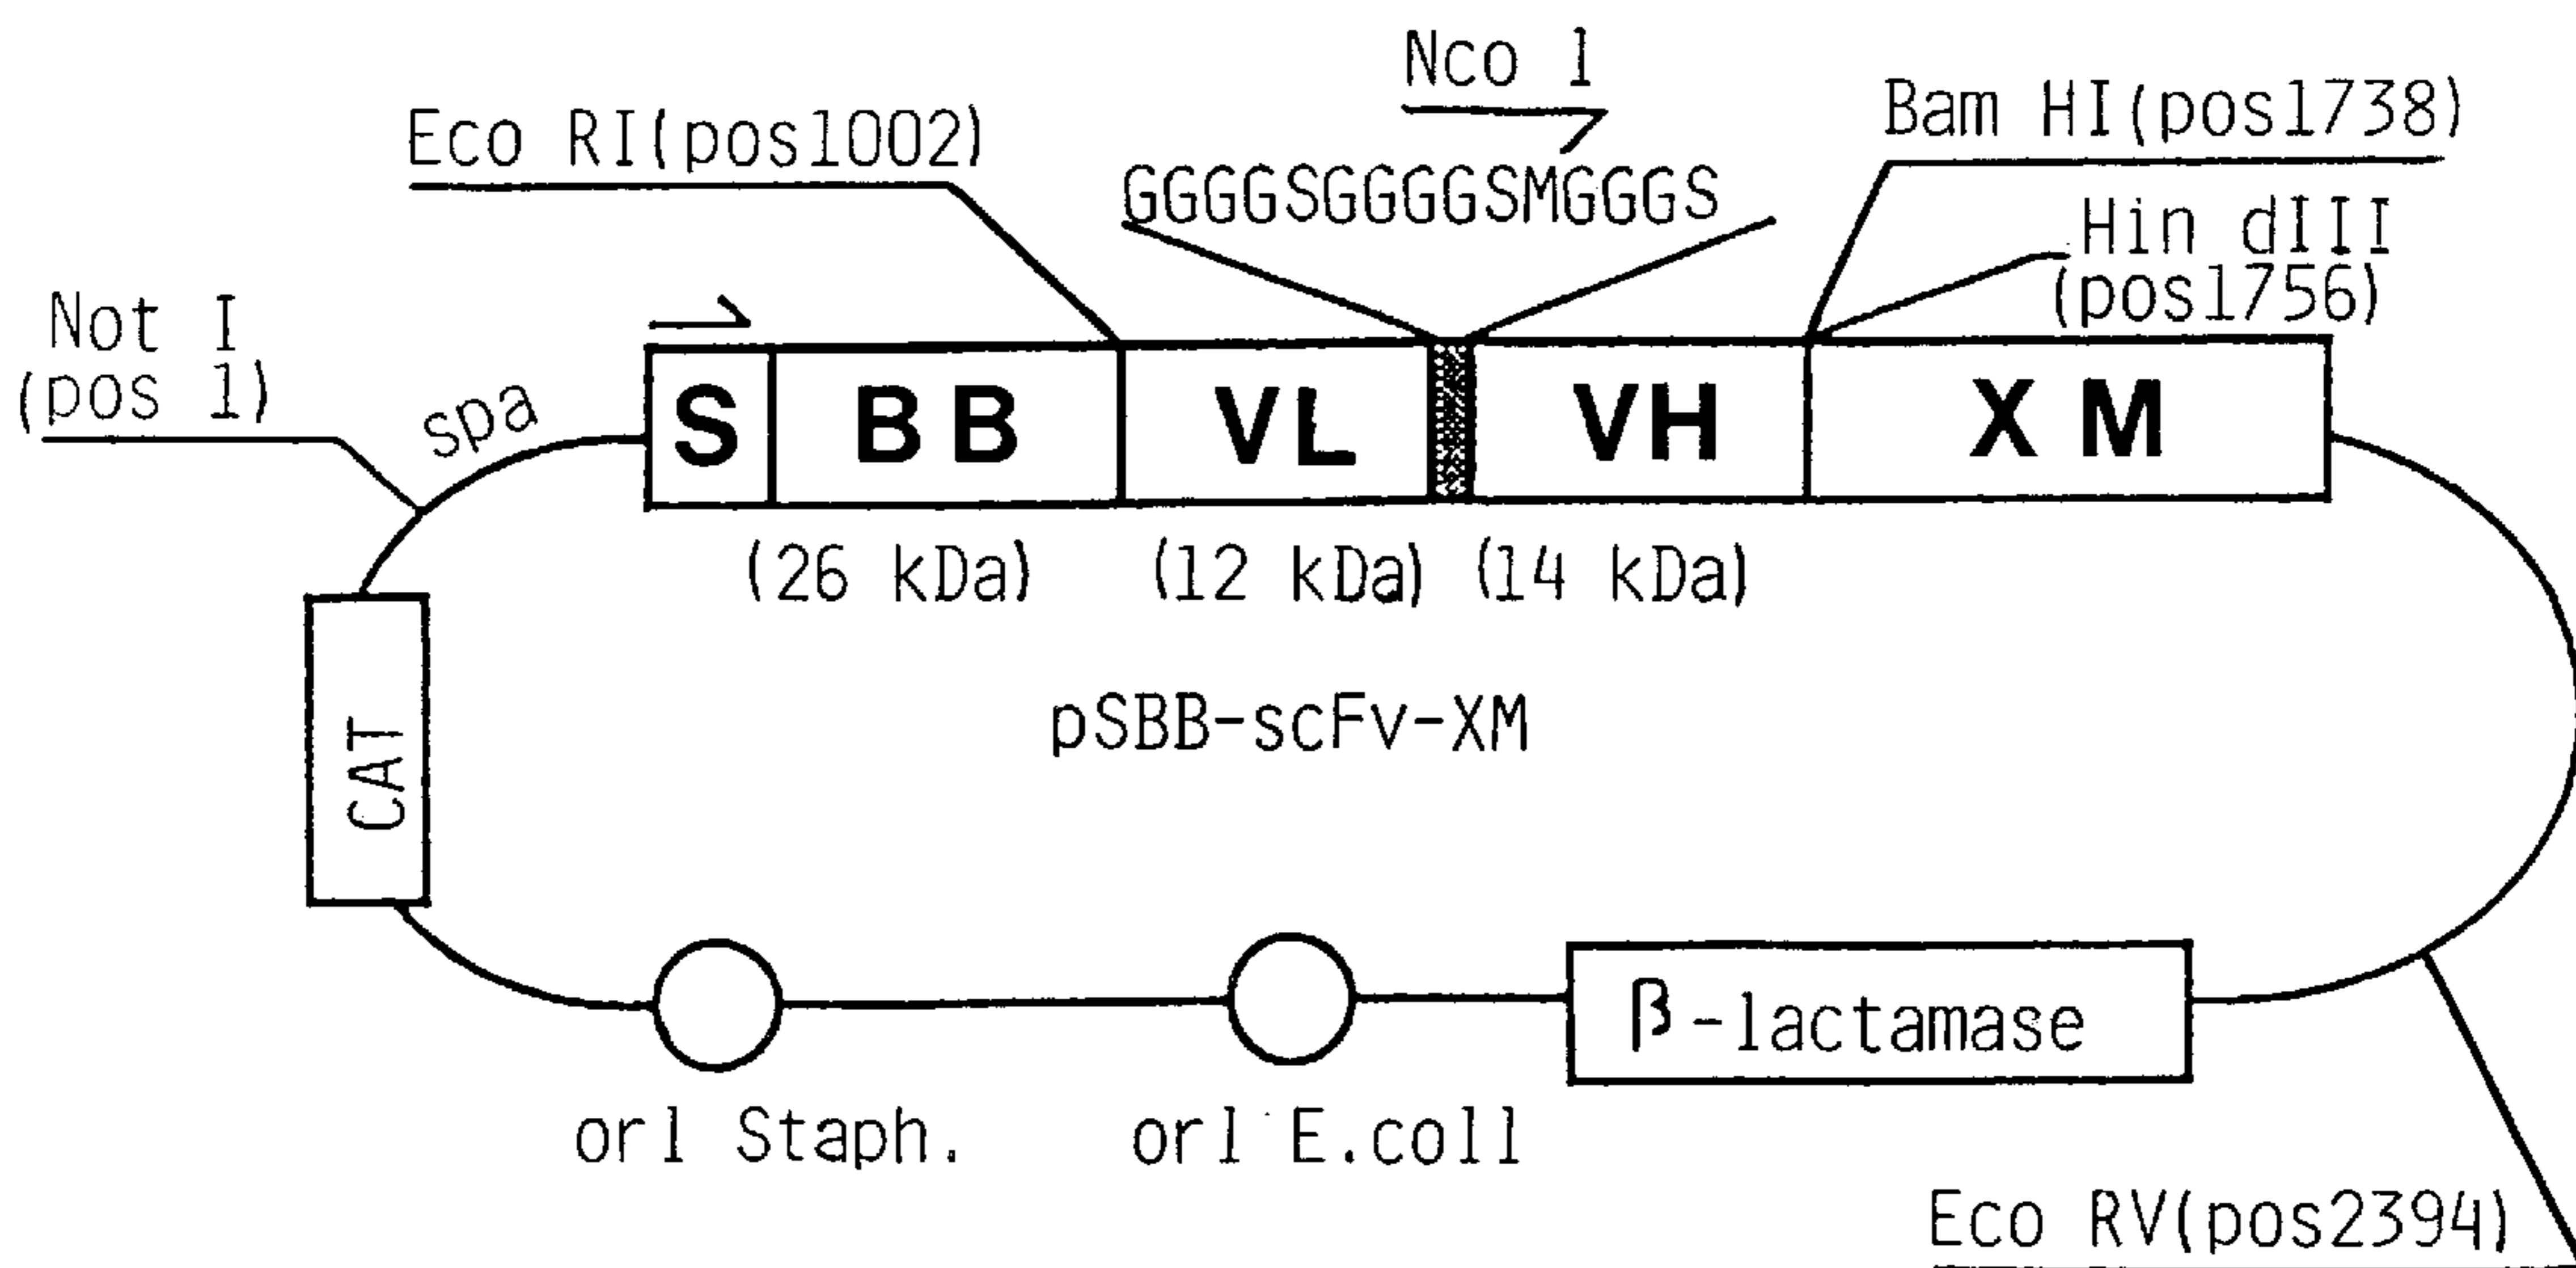 Nco 1
Eco RI(pos1002)
Bam HI(pos1738)
GGGGSGGGGSMGGGS
Hin dIII
(pos1756)
Not I
(pos 1)
spa
S
BB
VL
VH
XM
(26 kDa)
(12 kDa)
(14 kDa)
pSBB-scFv-XM
CAT
β-lactamase
orl Staph.
orl E.coll
Eco RV(pos2394)